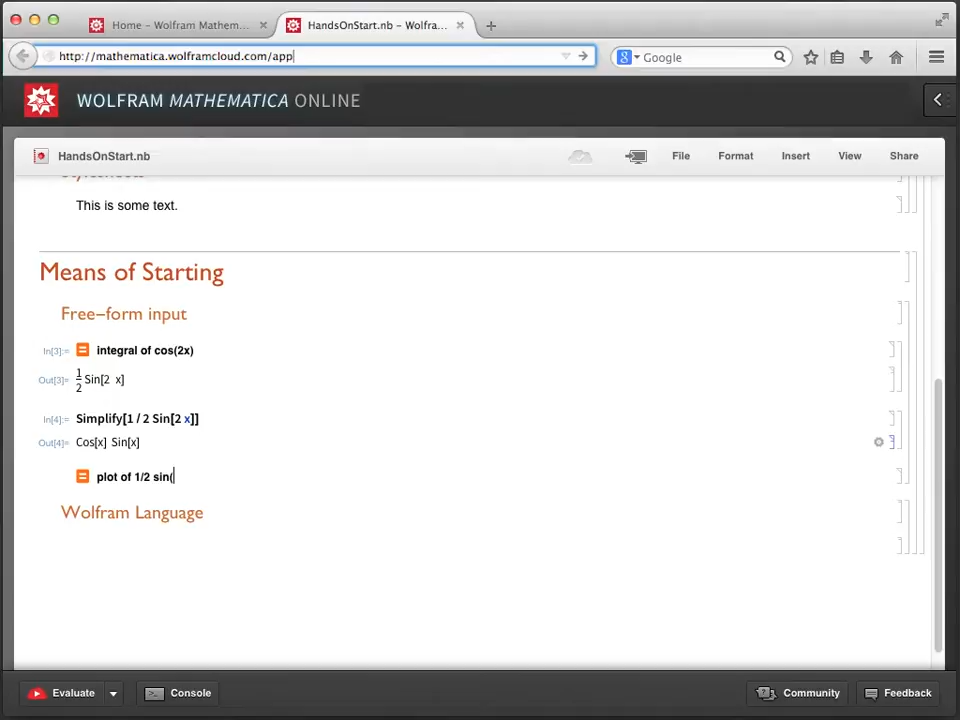 Home – Wolfram Mathem...
HandsOnStart.nb – Wolfra...
http://mathematica.wolframcloud.com/app
Google
WOLFRAM MATHEMATICA ONLINE
HandsOnStart.nb
File
Format
Insert
View
Share
Stylesheets
This is some text.
Means of Starting
Free–form input
In[3]:= integral of cos(2x)
Out[3]= 1/2 Sin[2 x]
In[4]:= Simplify[1 / 2 Sin[2 x]]
Out[4]= Cos[x] Sin[x]
plot of 1/2 sin(
Wolfram Language
Evaluate
Console
Community
Feedback